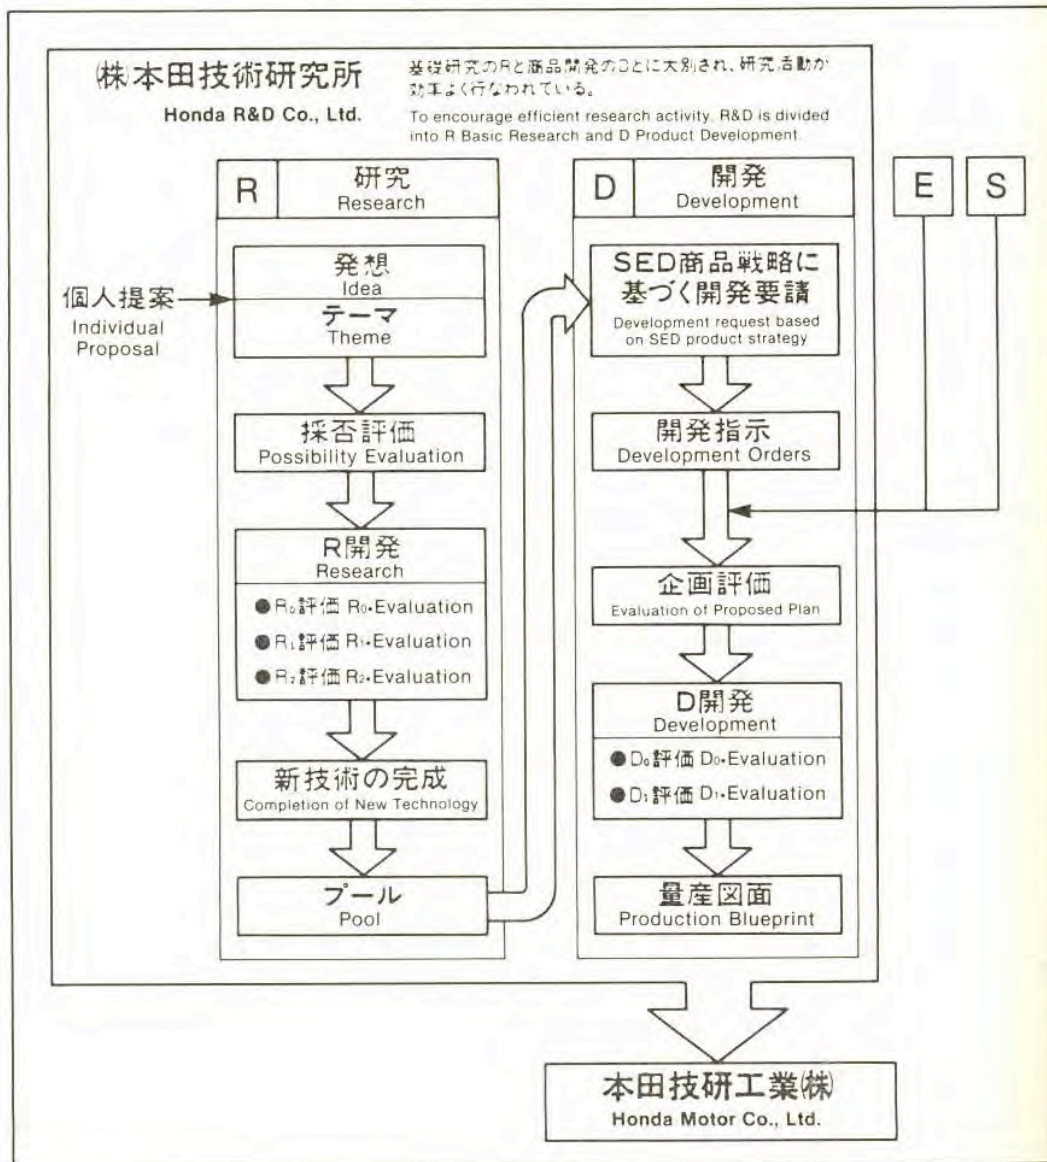 ㈱本田技術研究所
Honda R&D Co., Ltd.
基礎研究のRと商品開発のDとに大別され、研究活動が
効率よく行なわれている。
To encourage efficient research activity, R&D is divided
into R Basic Research and D Product Development.
R
研究
Research
発想
Idea
個人提案
Individual
Proposal
テーマ
Theme
採否評価
Possibility Evaluation
R開発
Research
●R₀評価 R₀•Evaluation
●R₁評価 R₁•Evaluation
●R₂評価 R₂•Evaluation
新技術の完成
Completion of New Technology
プール
Pool
D
開発
Development
E
S
SED商品戦略に
基づく開発要請
Development request based
on SED product strategy
開発指示
Development Orders
企画評価
Evaluation of Proposed Plan
D開発
Development
●D₀評価 D₀•Evaluation
●D₁評価 D₁•Evaluation
量産図面
Production Blueprint
本田技研工業㈱
Honda Motor Co., Ltd.